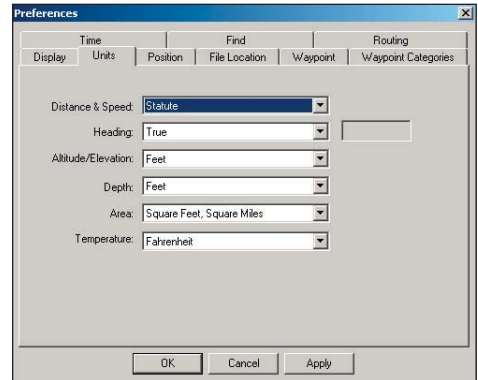 Preferences
Time Find Routing
Display Units Position File Location Waypoint Waypoint Categories
Distance & Speed: Statute
Heading: True
Altitude/Elevation: Feet
Depth: Feet
Area: Square Feet, Square Miles
Temperature: Fahrenheit
OK Cancel Apply